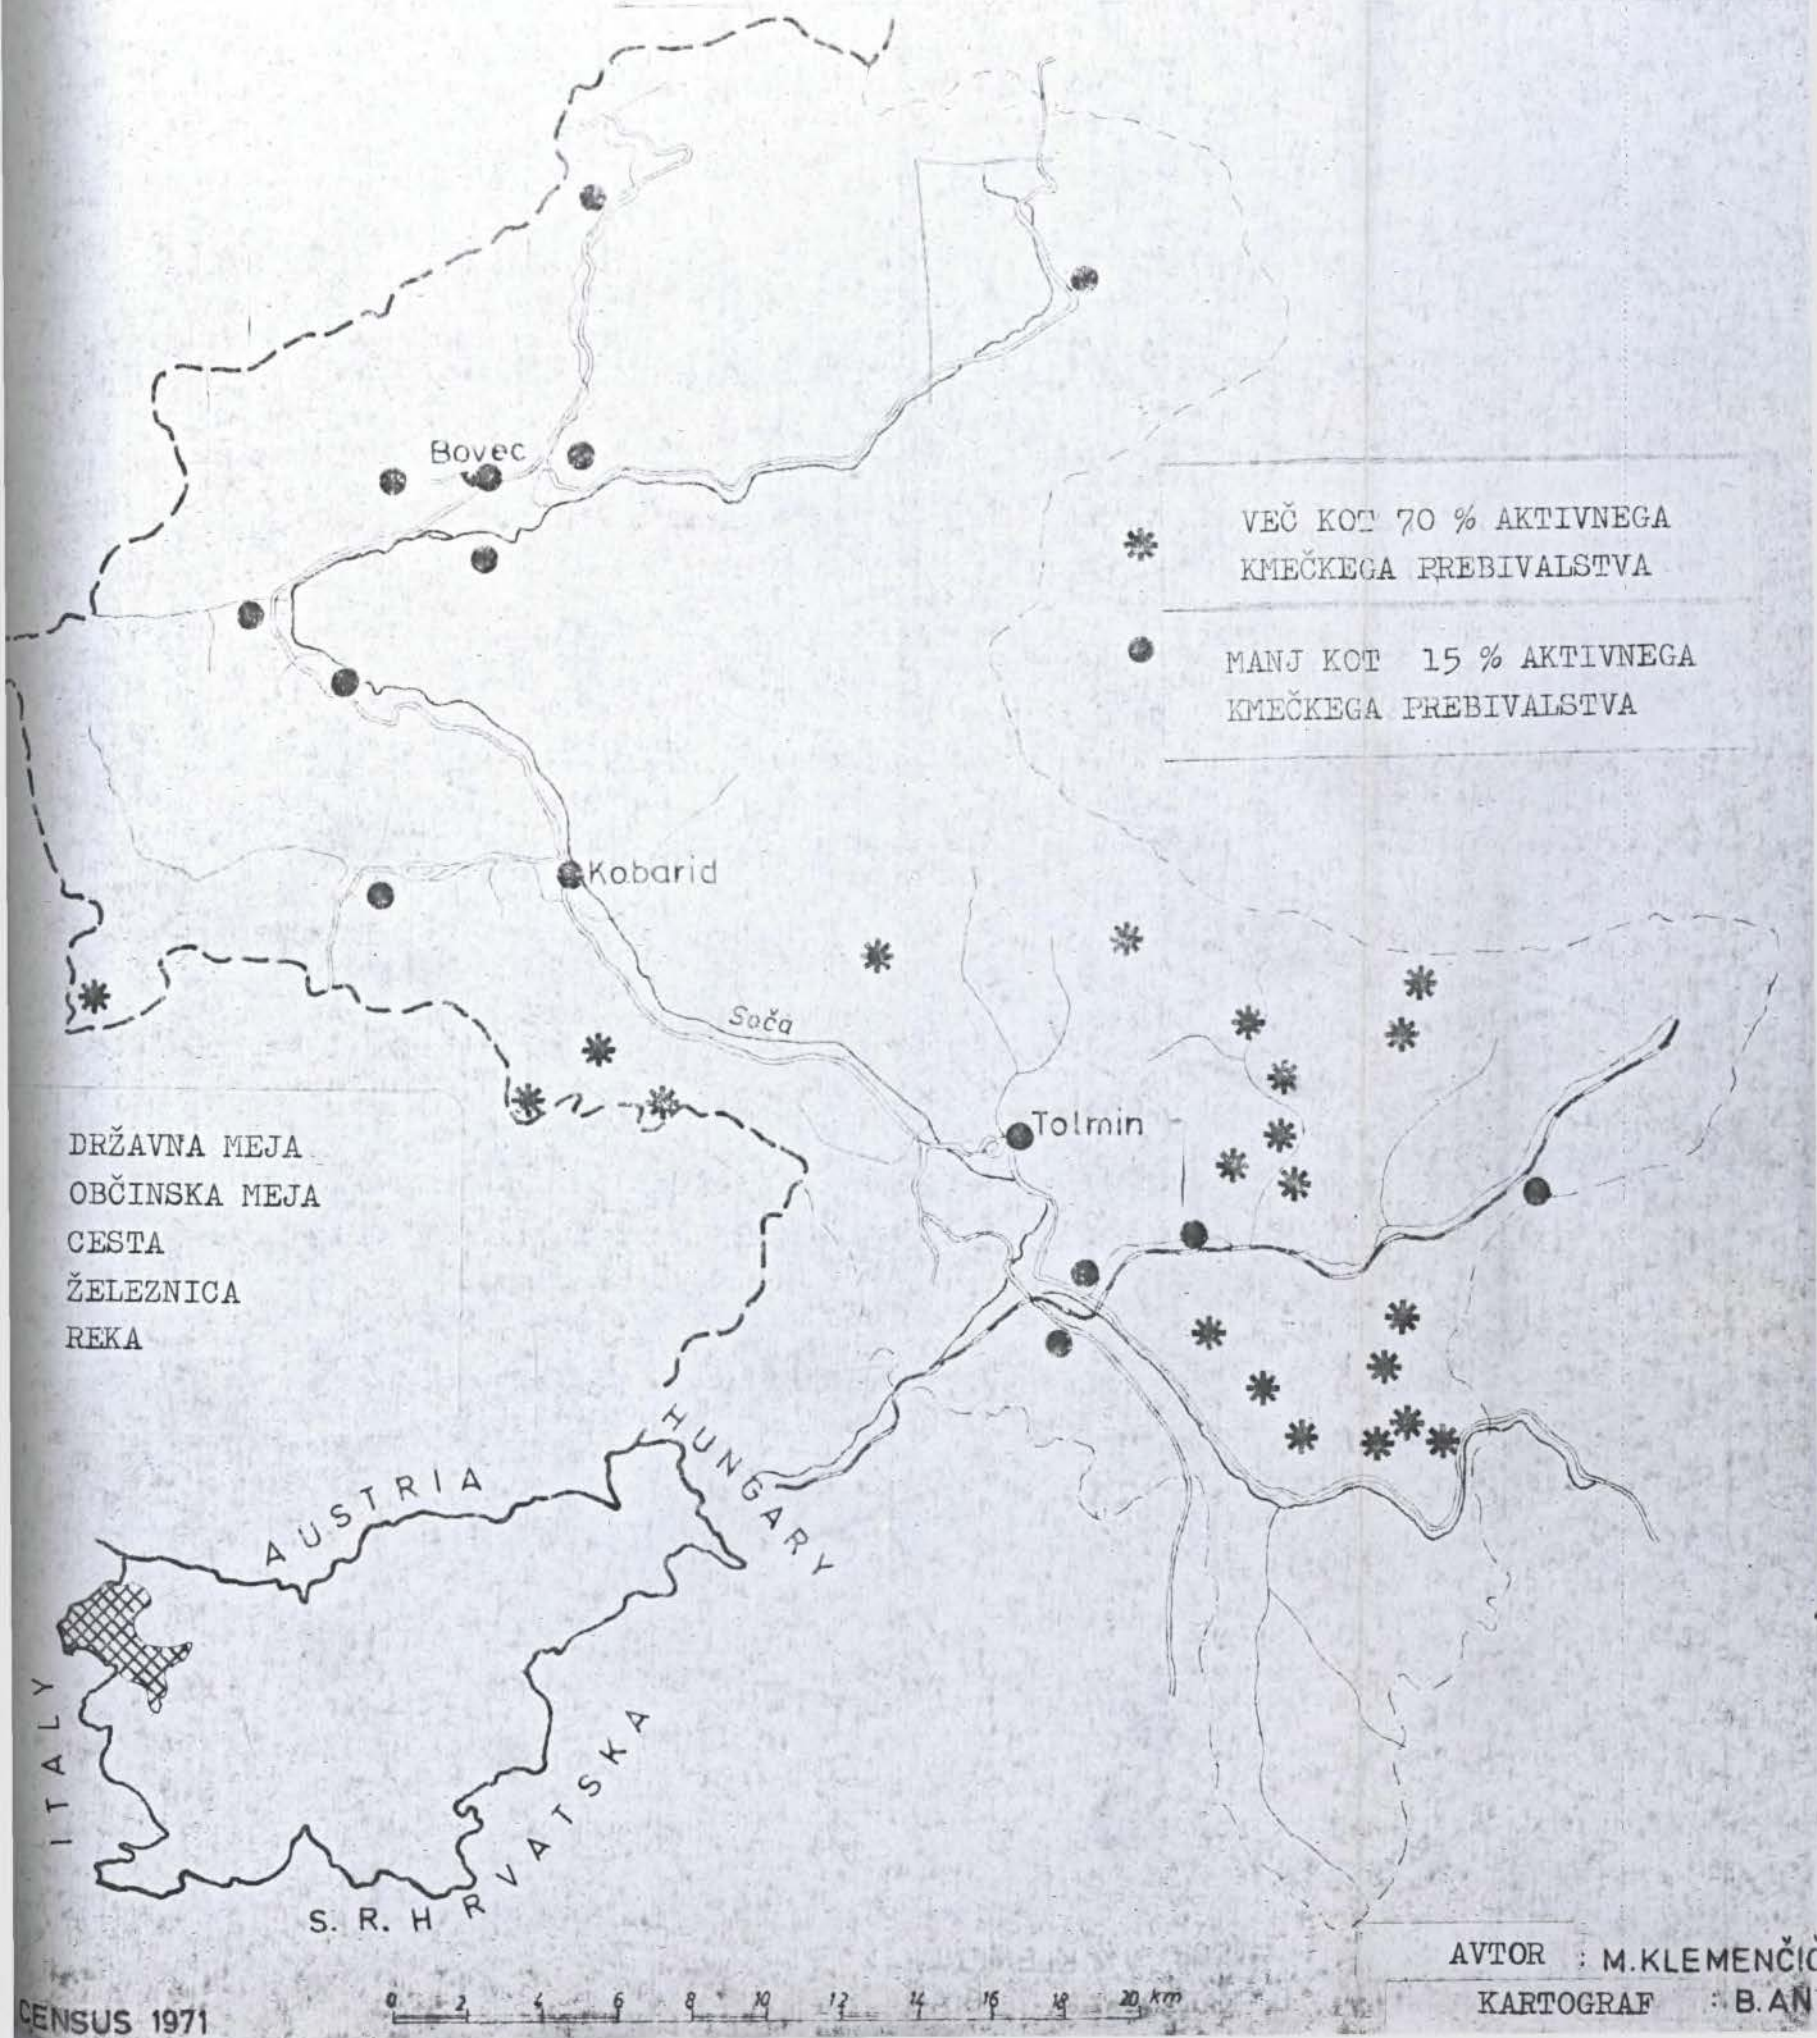 Bovec
VEČ KOT 70 % AKTIVNEGA
KMEČKEGA PREBIVALSTVA
MANJ KOT 15 % AKTIVNEGA
KMEČKEGA PREBIVALSTVA
Kobarid
Soča
Tolmin
DRŽAVNA MEJA
OBČINSKA MEJA
CESTA
ŽELEZNICA
REKA
AUSTRIA
HUNGARY
ITALY
S. R. HRVATSKA
AVTOR : M. KLEMENČIČ
KARTOGRAF : B. AN
CENSUS 1971
0 2 4 6 8 10 12 14 16 18 20 km